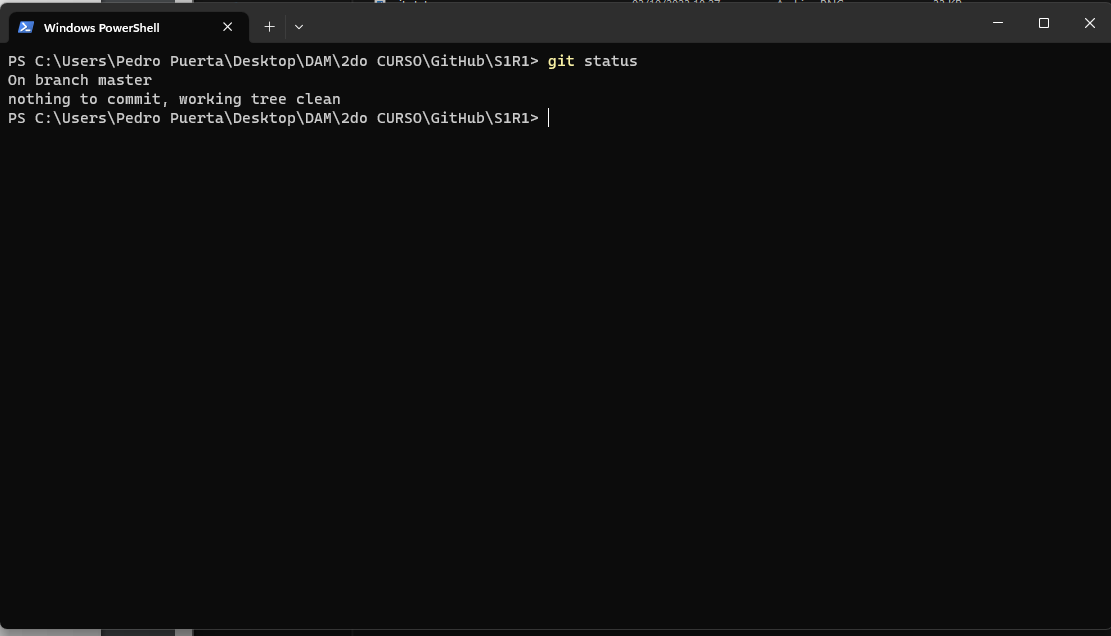 Windows PowerShell
PS C:\Users\Pedro Puerta\Desktop\DAM\2do CURSO\GitHub\S1R1> git status
On branch master
nothing to commit, working tree clean
PS C:\Users\Pedro Puerta\Desktop\DAM\2do CURSO\GitHub\S1R1>